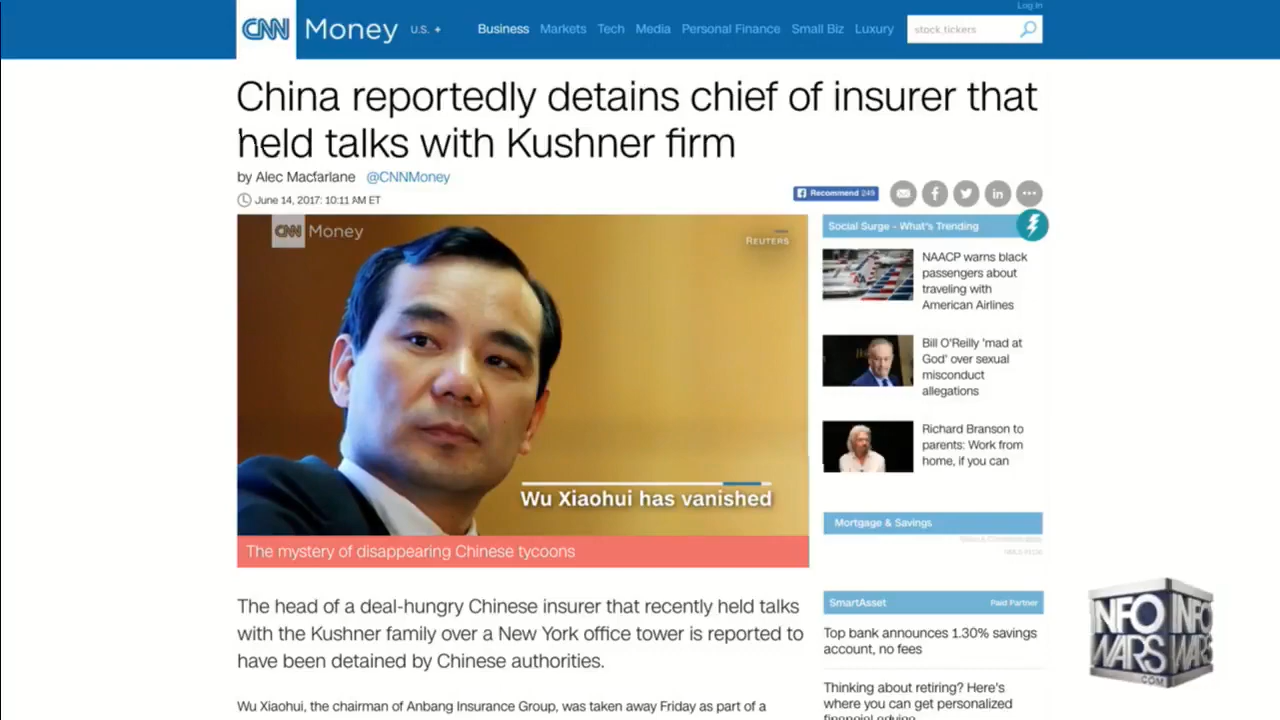 Log In
CNN Money U.S. + Business Markets Tech Media Personal Finance Small Biz Luxury stock tickers
China reportedly detains chief of insurer that
held talks with Kushner firm
by Alec Macfarlane @CNNMoney
June 14, 2017: 10:11 AM ET
Recommend 249
CNN Money
REUTERS
Wu Xiaohui has vanished
The mystery of disappearing Chinese tycoons
The head of a deal-hungry Chinese insurer that recently held talks
with the Kushner family over a New York office tower is reported to
have been detained by Chinese authorities.
Wu Xiaohui, the chairman of Anbang Insurance Group, was taken away Friday as part of a
Social Surge - What's Trending
NAACP warns black
passengers about
traveling with
American Airlines
Bill O'Reilly 'mad at
God' over sexual
misconduct
allegations
Richard Branson to
parents: Work from
home, if you can
Mortgage & Savings
SmartAsset Paid Partner
Top bank announces 1.30% savings
account, no fees
Thinking about retiring? Here's
where you can get personalized
INFO
WARS
.COM
INFO
WARS